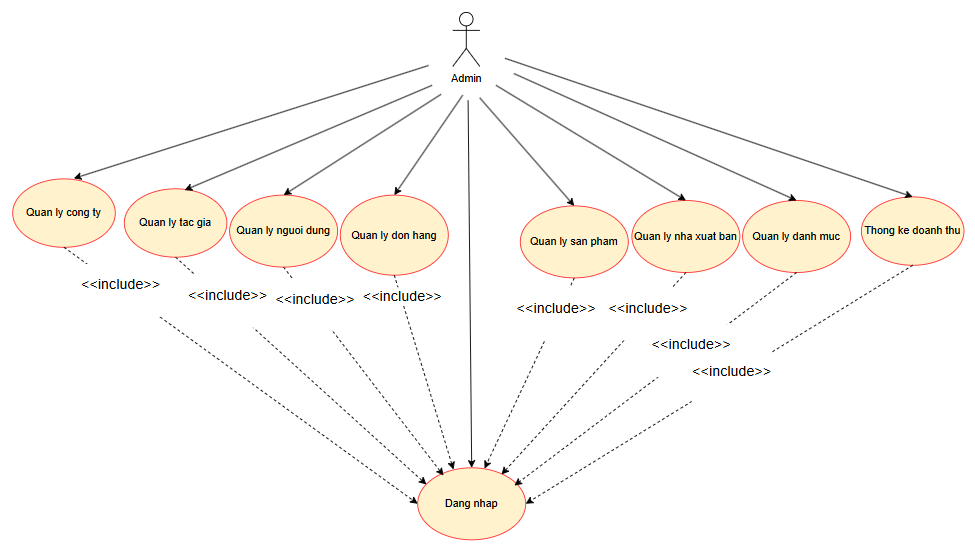 Admin
Quan ly cong ty
Quan ly tac gia
Quan ly nguoi dung
Quan ly don hang
Quan ly san pham
Quan ly nha xuat ban
Quan ly danh muc
Thong ke doanh thu
<<include>>
<<include>>
<<include>>
<<include>>
<<include>>
<<include>>
<<include>>
<<include>>
Dang nhap